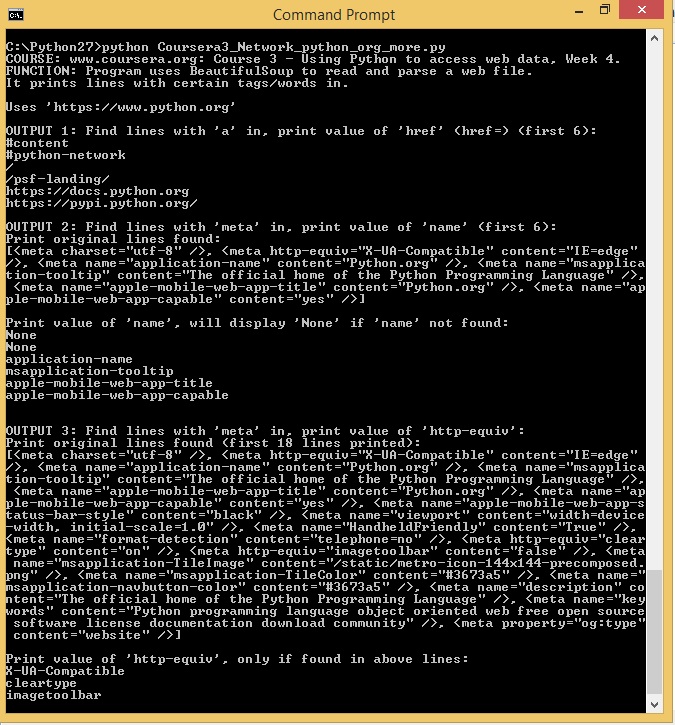 Command Prompt
C:\Python27>python Coursera3_Network_python_org_more.py
COURSE: www.coursera.org: Course 3 - Using Python to access web data, Week 4.
FUNCTION: Program uses BeautifulSoup to read and parse a web file.
It prints lines with certain tags/words in.
Uses 'https://www.python.org'
OUTPUT 1: Find lines with 'a' in, print value of 'href' (href=) (first 6):
#content
#python-network
/
/psf-landing/
https://docs.python.org
https://pypi.python.org/
OUTPUT 2: Find lines with 'meta' in, print value of 'name' (first 6):
Print original lines found:
[<meta charset="utf-8" />, <meta http-equiv="X-UA-Compatible" content="IE=edge"
/>, <meta name="application-name" content="Python.org" />, <meta name="msapplica
tion-tooltip" content="The official home of the Python Programming Language" />,
 <meta name="apple-mobile-web-app-title" content="Python.org" />, <meta name="ap
ple-mobile-web-app-capable" content="yes" />]
Print value of 'name', will display 'None' if 'name' not found:
None
None
application-name
msapplication-tooltip
apple-mobile-web-app-title
apple-mobile-web-app-capable
OUTPUT 3: Find lines with 'meta' in, print value of 'http-equiv':
Print original lines found (first 18 lines printed):
[<meta charset="utf-8" />, <meta http-equiv="X-UA-Compatible" content="IE=edge"
/>, <meta name="application-name" content="Python.org" />, <meta name="msapplica
tion-tooltip" content="The official home of the Python Programming Language" />,
 <meta name="apple-mobile-web-app-title" content="Python.org" />, <meta name="ap
ple-mobile-web-app-capable" content="yes" />, <meta name="apple-mobile-web-app-s
tatus-bar-style" content="black" />, <meta name="viewport" content="width=device
-width, initial-scale=1.0" />, <meta name="HandheldFriendly" content="True" />,
<meta name="format-detection" content="telephone=no" />, <meta http-equiv="clear
type" content="on" />, <meta http-equiv="imagetoolbar" content="false" />, <meta
 name="msapplication-TileImage" content="/static/metro-icon-144x144-precomposed.
png" />, <meta name="msapplication-TileColor" content="#3673a5" />, <meta name="
msapplication-navbutton-color" content="#3673a5" />, <meta name="description" co
ntent="The official home of the Python Programming Language" />, <meta name="key
words" content="Python programming language object oriented web free open source
 software license documentation download community" />, <meta property="og:type"
 content="website" />]
Print value of 'http-equiv', only if found in above lines:
X-UA-Compatible
cleartype
imagetoolbar